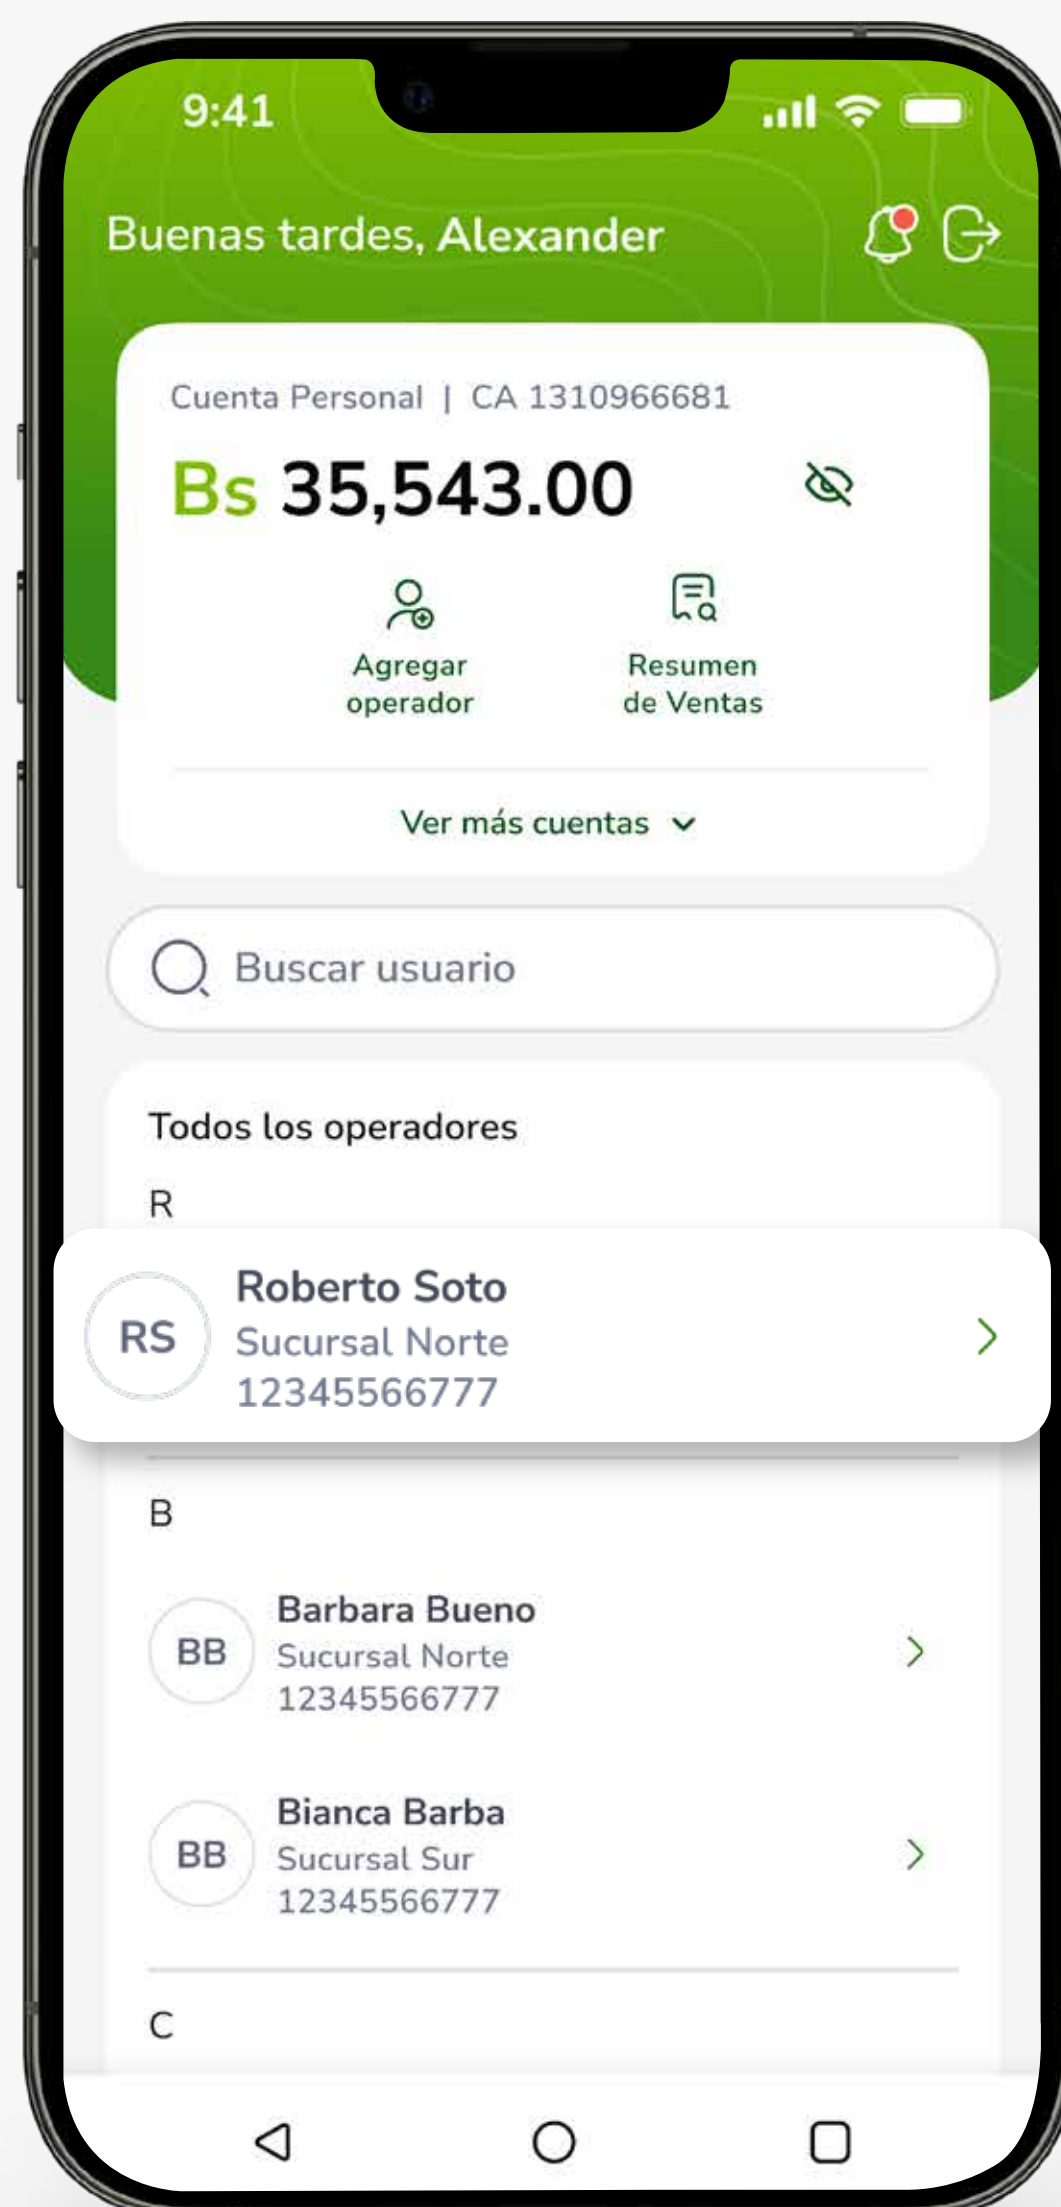 9:41
Buenas tardes, Alexander
Cuenta Personal | CA 1310966681
Bs 35,543.00
Agregar
operador
Resumen
de Ventas
Ver más cuentas
Buscar usuario
Todos los operadores
R
RS
Roberto Soto
Sucursal Norte
12345566777
B
BB
Barbara Bueno
Sucursal Norte
12345566777
BB
Bianca Barba
Sucursal Sur
12345566777
C